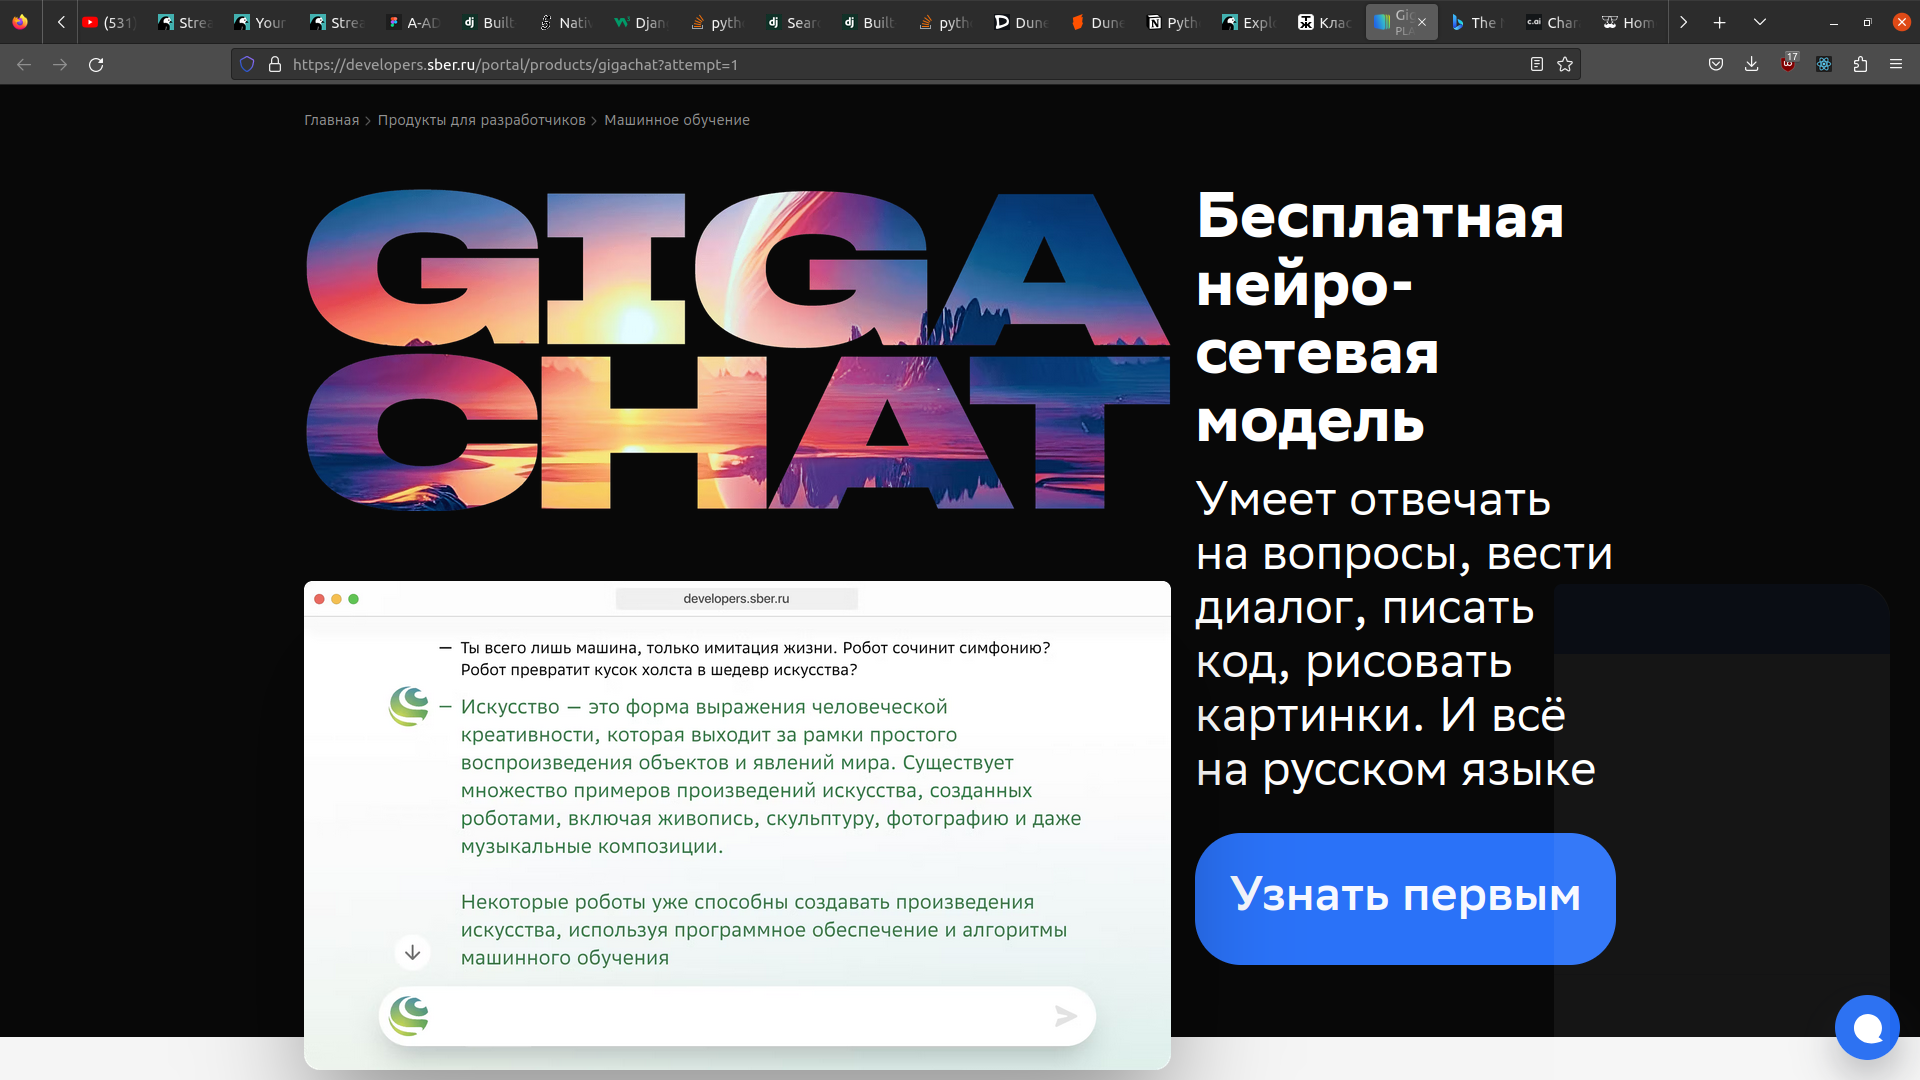 (531
Strea
Your
Strea
A-AD
Built
Nativ
Djan
pyth
Sear
Built
pyth
Dune
Dune
Pyth
Explo
Клас
Gig
PLA
The N
c.ai
Char
Hom
https://developers.sber.ru/portal/products/gigachat?attempt=1
17
Главная
Продукты для разработчиков
Машинное обучение
GIGA
CHAT
Бесплатная
нейро-
сетевая
модель
Умеет отвечать
на вопросы, вести
диалог, писать
код, рисовать
картинки. И всё
на русском языке
Узнать первым
developers.sber.ru
— Ты всего лишь машина, только имитация жизни. Робот сочинит симфонию?
Робот превратит кусок холста в шедевр искусства?
— Искусство — это форма выражения человеческой
креативности, которая выходит за рамки простого
воспроизведения объектов и явлений мира. Существует
множество примеров произведений искусства, созданных
роботами, включая живопись, скульптуру, фотографию и даже
музыкальные композиции.
Некоторые роботы уже способны создавать произведения
искусства, используя программное обеспечение и алгоритмы
машинного обучения